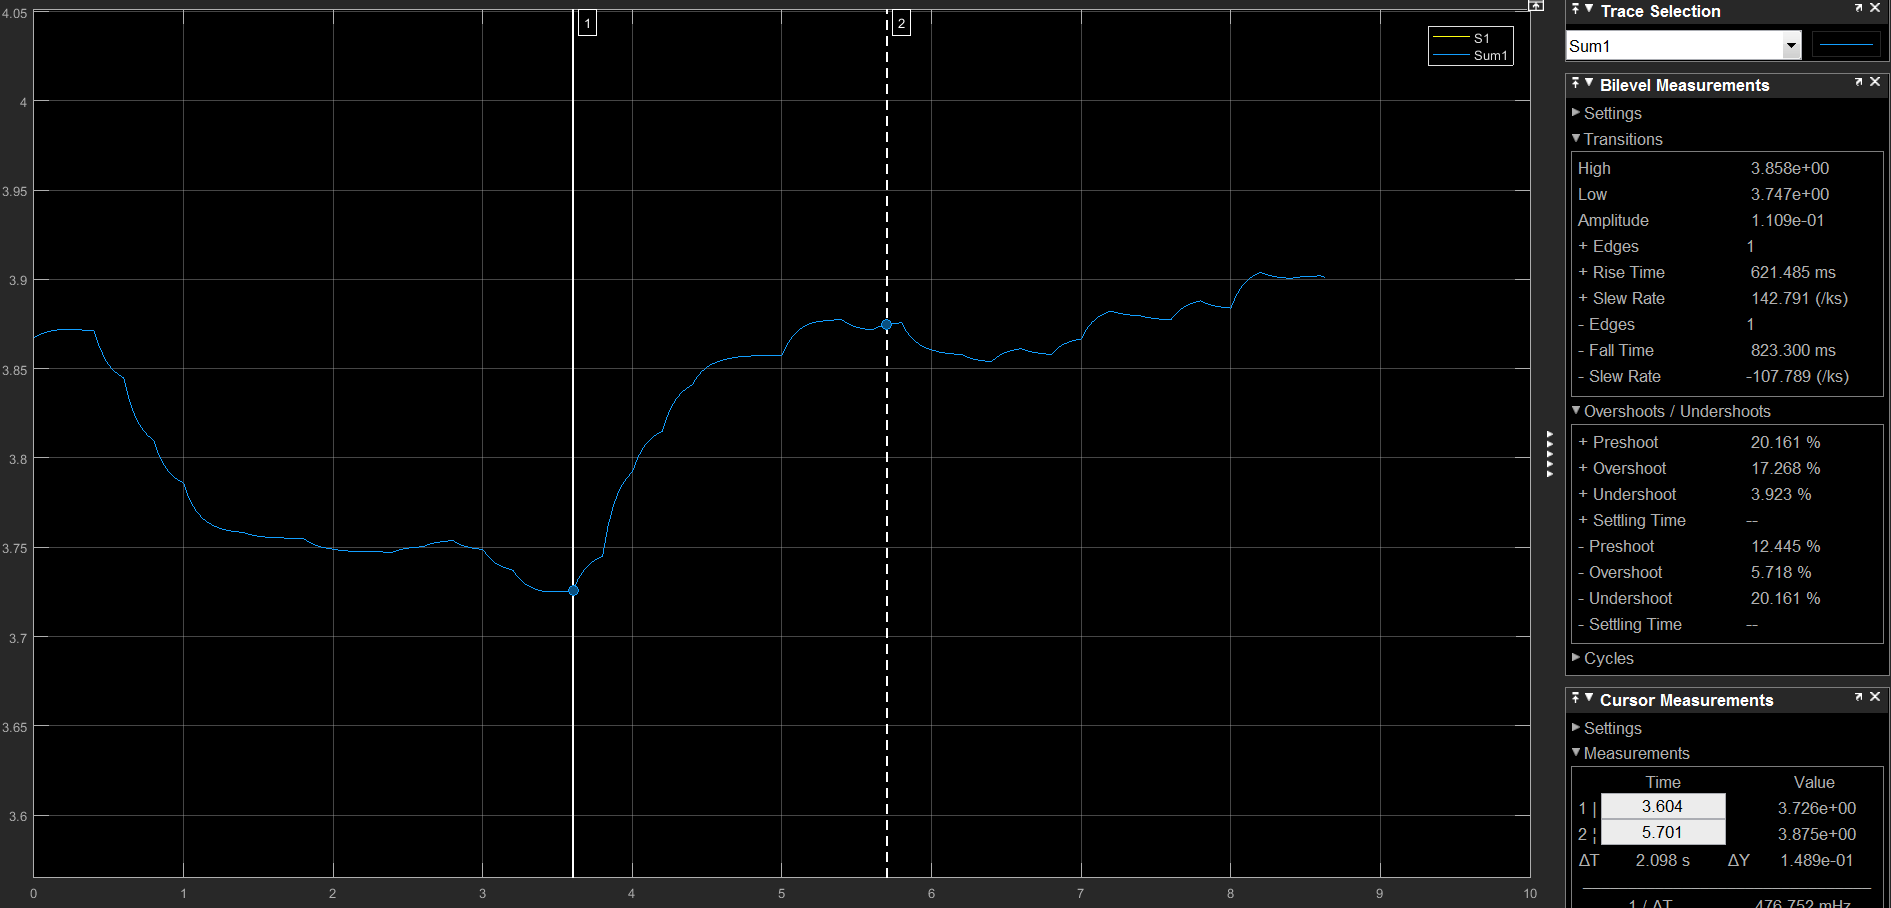 4.05
4
3.95
3.9
3.85
3.8
3.75
3.7
3.65
3.6
0 1 2 3 4 5 6 7 8 9 10
1
2
S1
Sum1
Trace Selection
Sum1
Bilevel Measurements
Settings
Transitions
High 3.858e+00
Low 3.747e+00
Amplitude 1.109e-01
+ Edges 1
+ Rise Time 621.485 ms
+ Slew Rate 142.791 (/ks)
- Edges 1
- Fall Time 823.300 ms
- Slew Rate -107.789 (/ks)
Overshoots / Undershoots
+ Preshoot 20.161 %
+ Overshoot 17.268 %
+ Undershoot 3.923 %
+ Settling Time --
- Preshoot 12.445 %
- Overshoot 5.718 %
- Undershoot 20.161 %
- Settling Time --
Cycles
Cursor Measurements
Settings
Measurements
Time Value
1 | 3.604 3.726e+00
2 ¦ 5.701 3.875e+00
ΔT 2.098 s ΔY 1.489e-01
1 / ΔT 476.752 mHz